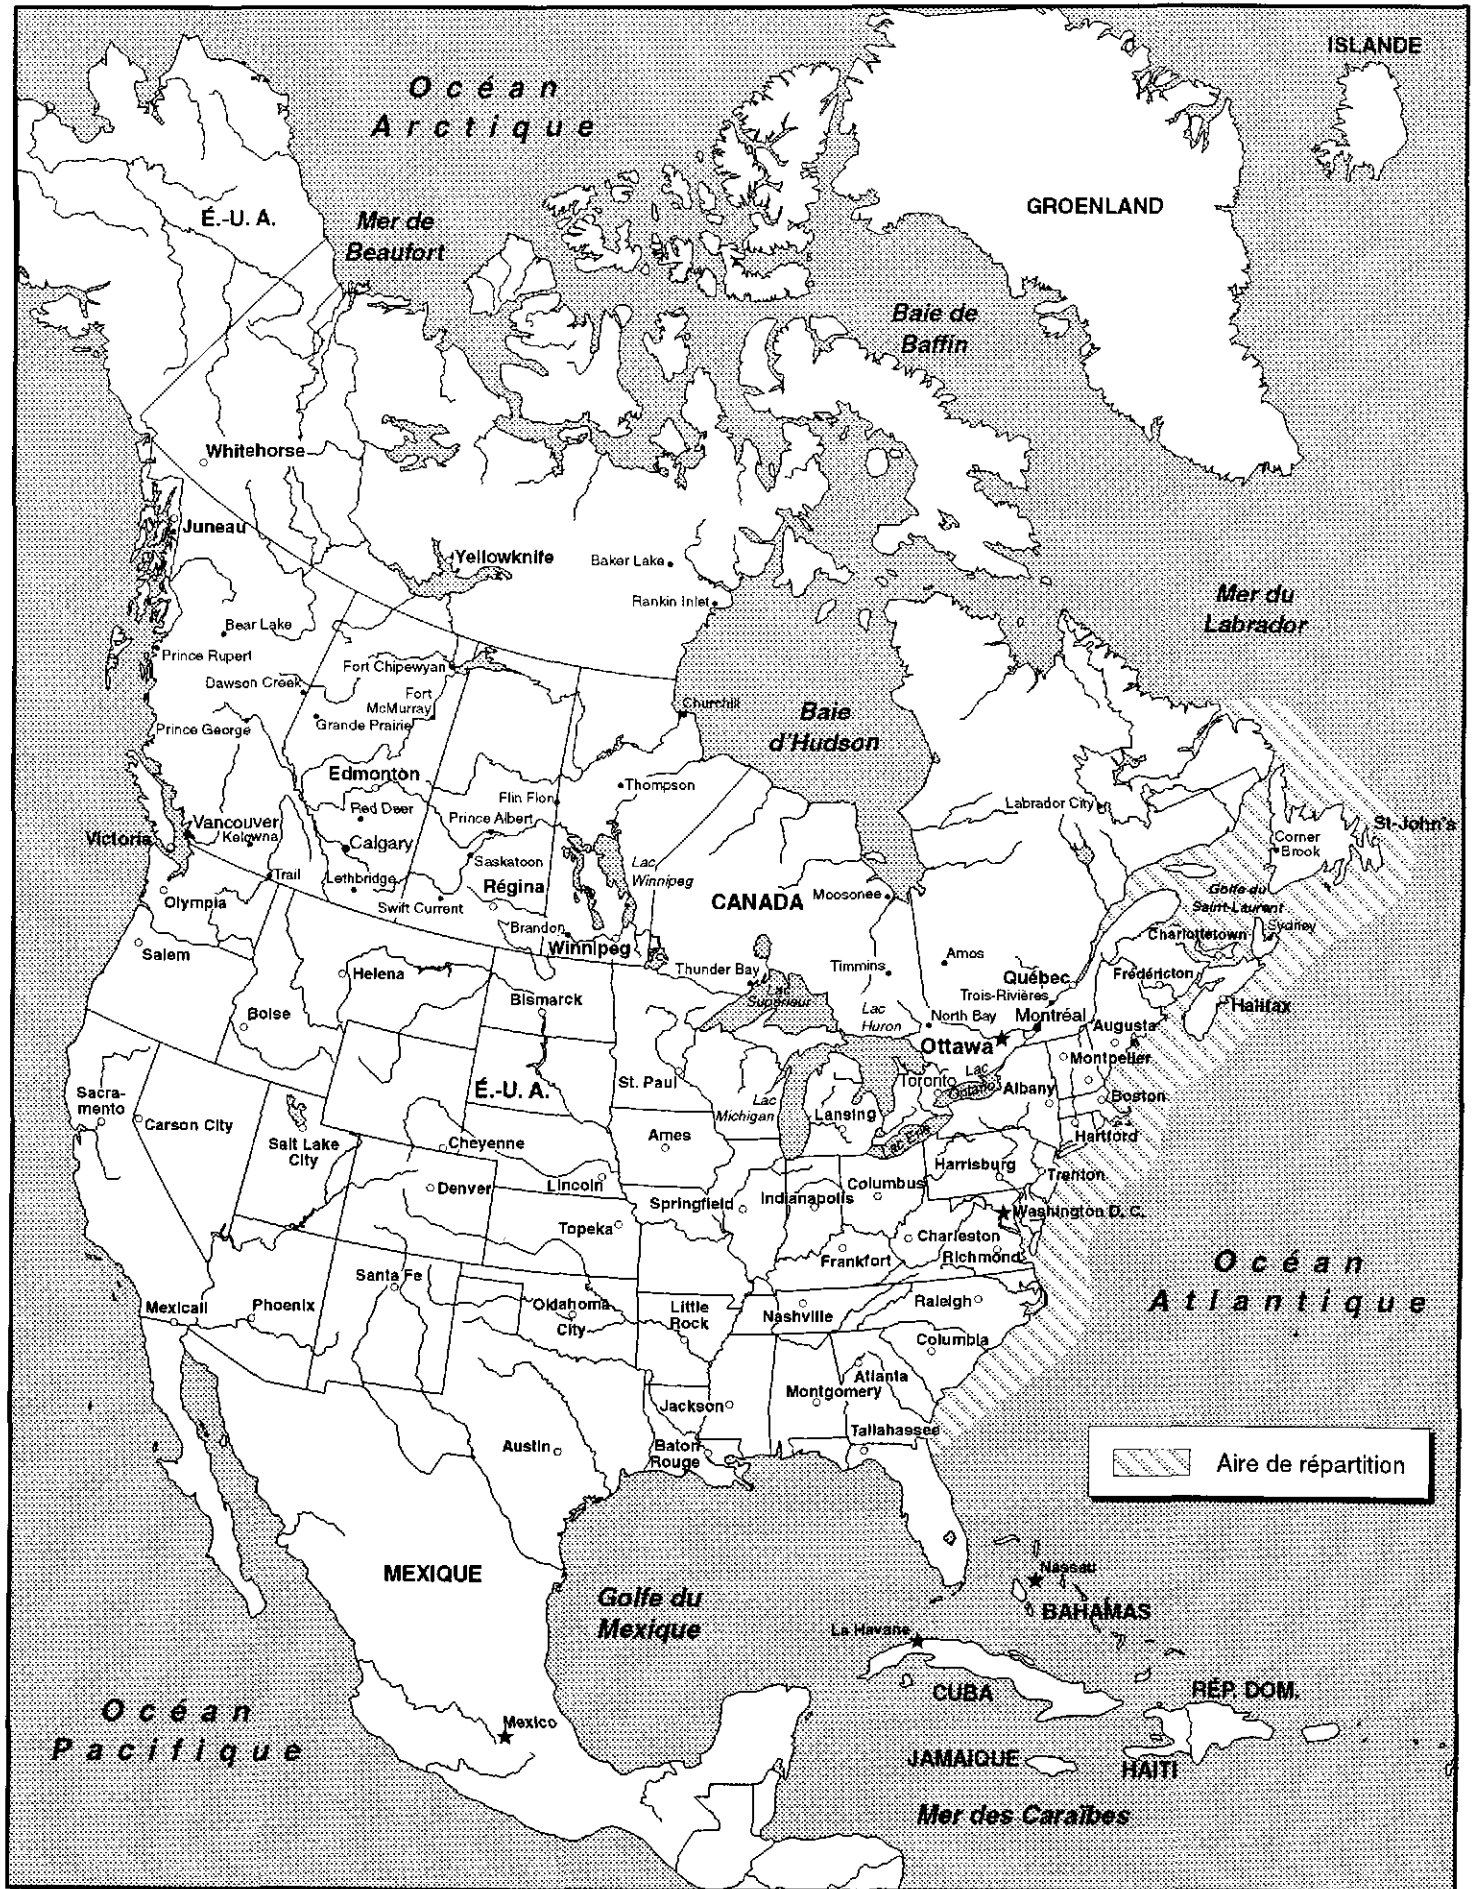 ISLANDE
Océan
Arctique
É.-U. A.
Mer de
Beaufort
GROENLAND
Baie de
Baffin
Whitehorse
Juneau
Yellowknife
Baker Lake
Rankin Inlet
Mer du
Labrador
Bear Lake
Prince Rupert
Fort Chipewyan
Dawson Creek
Fort
McMurray
Grande Prairie
Prince George
Churchill
Baie
d'Hudson
Edmonton
Thompson
Flin Flon
Red Deer
Prince Albert
Labrador City
Vancouver
Victoria
Kelowna
Calgary
St-John's
Corner
Brook
Saskatoon
Lac
Winnipeg
Trail
Lethbridge
Régina
Swift Current
CANADA
Moosonee
Golfe du
Saint-Laurent
Olympia
Brandon
Winnipeg
Sydney
Charlottetown
Salem
Helena
Thunder Bay
Timmins
Amos
Québec
Frédéricton
Bismarck
Lac
Supérieur
Trois-Rivières
Halifax
Boise
Lac
Huron
North Bay
Montréal
Augusta
Ottawa
Montpelier
É.-U. A.
St. Paul
Toronto
Lac
Ontario
Albany
Sacra-
mento
Carson City
Lac
Michigan
Lansing
Boston
Salt Lake
City
Cheyenne
Ames
Lac Érié
Hartford
Denver
Lincoln
Springfield
Indianapolis
Columbus
Harrisburg
Trenton
Topeka
Washington D. C.
Charleston
Richmond
Frankfort
Océan
Atlantique
Santa Fe
Mexicali
Phoenix
Oklahoma
City
Little
Rock
Nashville
Raleigh
Columbia
Atlanta
Montgomery
Jackson
Tallahassee
Austin
Baton
Rouge
Aire de répartition
MEXIQUE
Golfe du
Mexique
Nassau
BAHAMAS
La Havane
CUBA
RÉP. DOM.
Océan
Pacifique
Mexico
JAMAIQUE
HAITI
Mer des Caraïbes